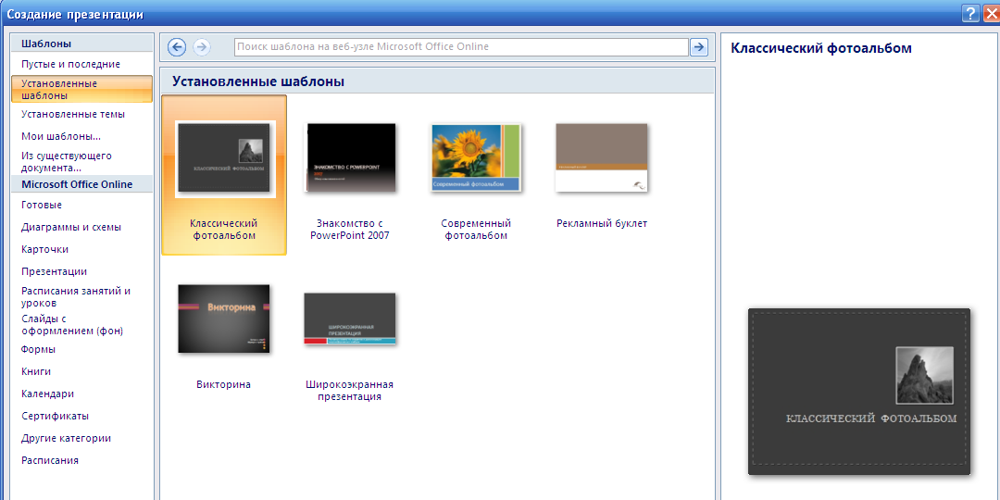 Создание презентации
Шаблоны
Пустые и последние
Установленные
шаблоны
Установленные темы
Мои шаблоны...
Из существующего
документа...
Microsoft Office Online
Готовые
Диаграммы и схемы
Карточки
Презентации
Расписания занятий и
уроков
Слайды с
оформлением (фон)
Формы
Книги
Календари
Сертификаты
Другие категории
Расписания
Поиск шаблона на веб-узле Microsoft Office Online
Установленные шаблоны
КЛАССИЧЕСКИЙ ФОТОАЛЬБОМ
Классический
фотоальбом
ЗНАКОМСТВО С POWERPOINT
2007
Знакомство с
PowerPoint 2007
Современный фотоальбом
Современный
фотоальбом
Рекламный буклет
Викторина
Викторина
ШИРОКОЭКРАННАЯ
ПРЕЗЕНТАЦИЯ
Широкоэкранная
презентация
Классический фотоальбом
КЛАССИЧЕСКИЙ ФОТОАЛЬБОМ